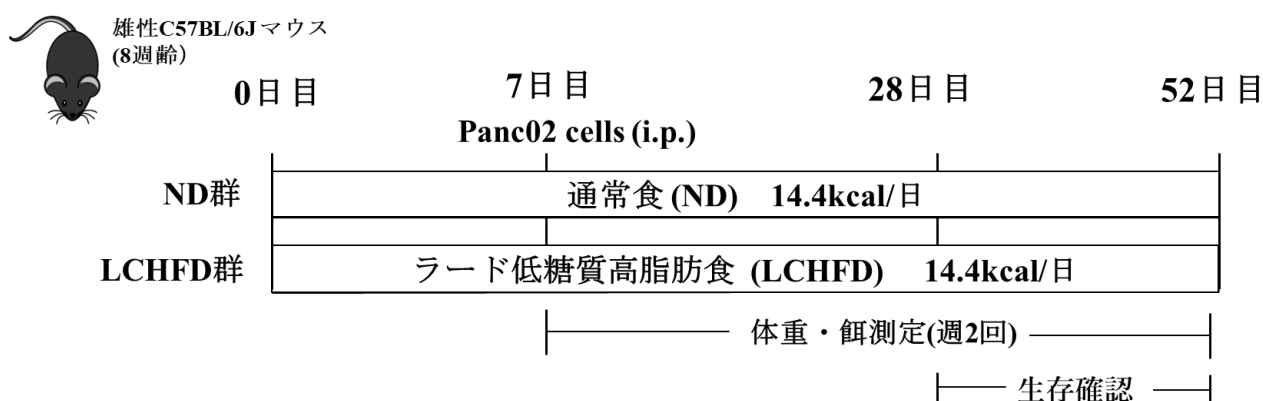 雄性C57BL/6Jマウス
(8週齢)
0日目 7日目 28日目 52日目
Panc02 cells (i.p.)
ND群 通常食 (ND) 14.4kcal/日
LCHFD群 ラード低糖質高脂肪食 (LCHFD) 14.4kcal/日
体重・餌測定(週2回)
生存確認